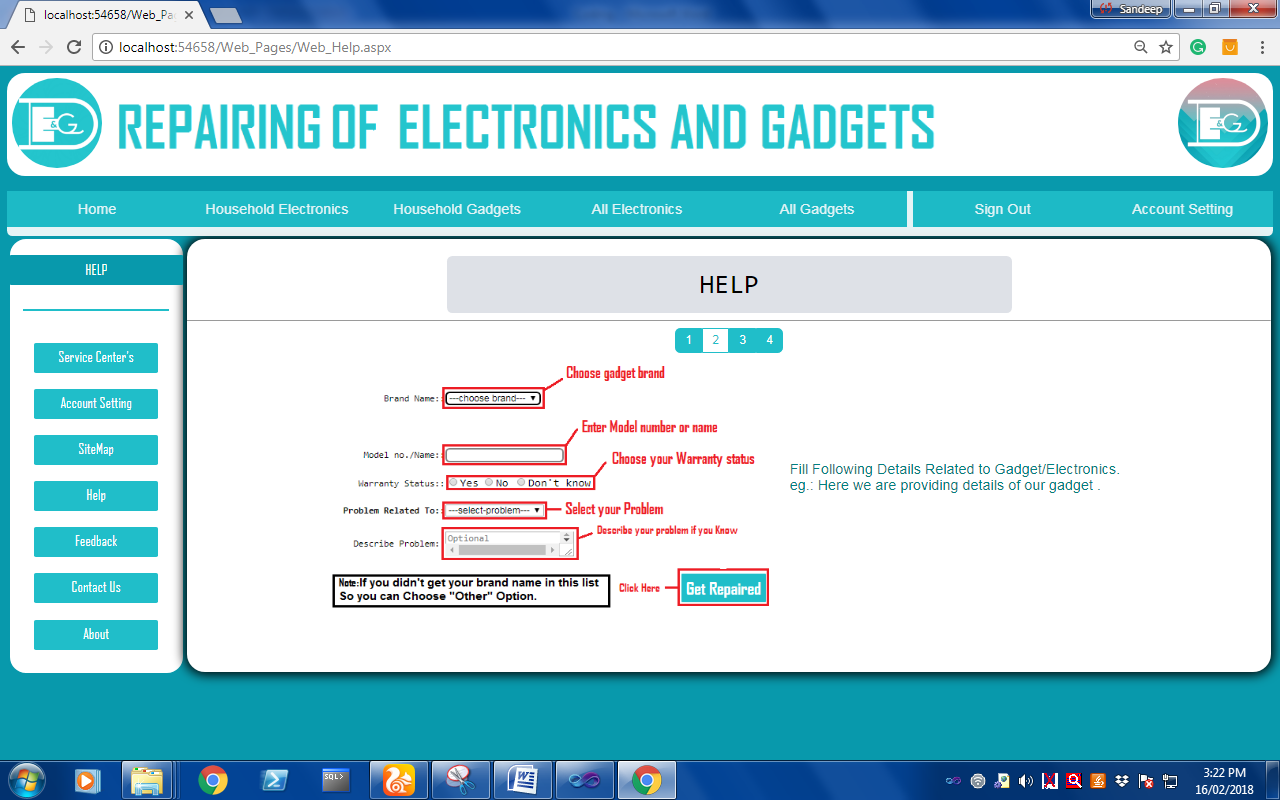 localhost:54658/Web_Pa
Sandeep
localhost:54658/Web_Pages/Web_Help.aspx
E&G
REPAIRING OF ELECTRONICS AND GADGETS
E&G
Home Household Electronics Household Gadgets All Electronics All Gadgets Sign Out Account Setting
HELP
HELP
1 2 3 4
Service Center's
Account Setting
SiteMap
Help
Feedback
Contact Us
About
Choose gadget brand
Brand Name: ---choose brand---
Enter Model number or name
Model no./Name:
Choose your Warranty status
Warranty Status:: Yes No Don't know
Problem Related To: ---select-problem--- Select your Problem
Describe your problem if you Know
Describe Problem: Optional
Note:If you didn't get your brand name in this list
So you can Choose "Other" Option.
Click Here Get Repaired
Fill Following Details Related to Gadget/Electronics.
eg.: Here we are providing details of our gadget .
SQL>
3:22 PM
16/02/2018